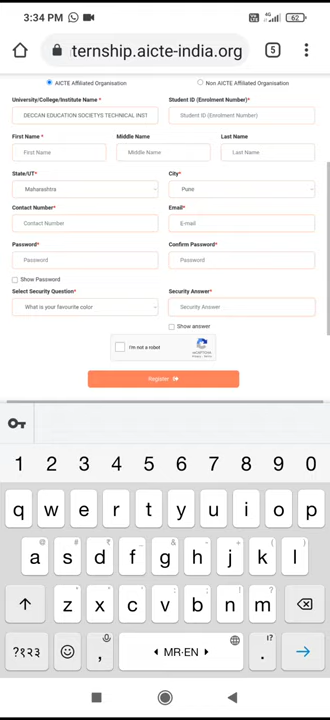 3:34 PM 62
ternship.aicte-india.org 5
AICTE Affiliated Organisation Non AICTE Affiliated Organisation
University/College/Institute Name * Student ID (Enrolment Number)*
DECCAN EDUCATION SOCIETYS TECHNICAL INST Student ID (Enrolment Number)
First Name * Middle Name Last Name
First Name Middle Name Last Name
State/UT* City*
Maharashtra Pune
Contact Number* Email*
Contact Number E-mail
Password* Confirm Password*
Password Password
Show Password
Select Security Question* Security Answer*
What is your favourite color Security Answer
Show answer
I'm not a robot reCAPTCHA
Privacy - Terms
Register
1 2 3 4 5 6 7 8 9 0
q w e r t y u i o p
@ # ₹ _ & - + ( )
a s d f g h j k l
* " ' : ; ! ?
z x c v b n m
?१२३ , MR·EN . !?